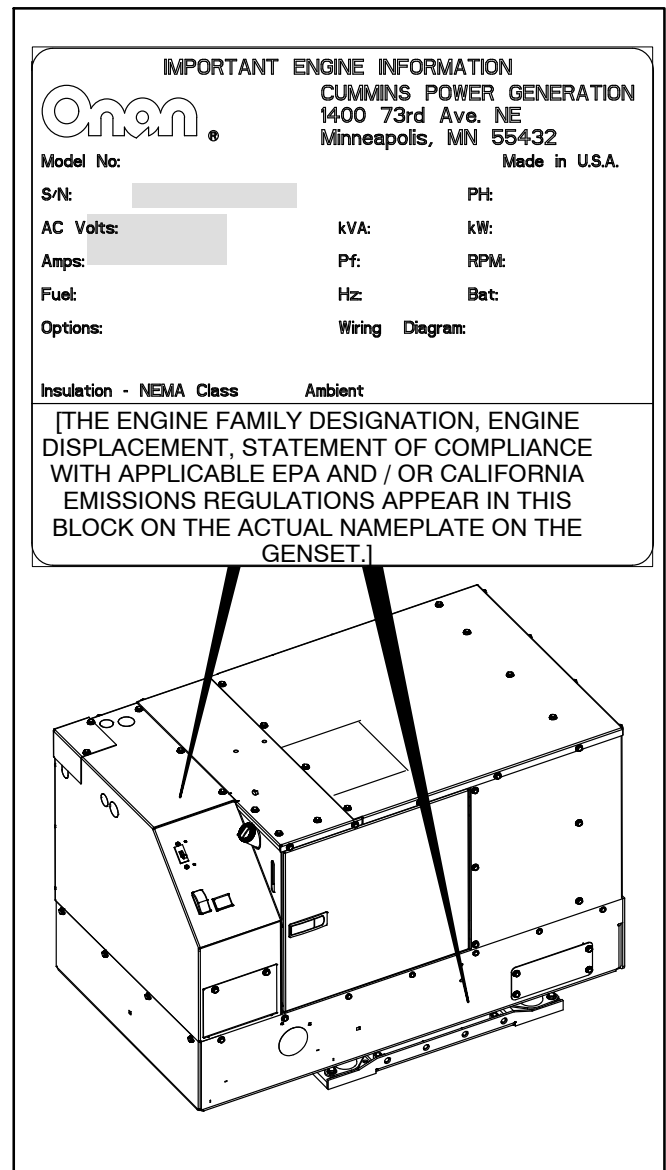 IMPORTANT ENGINE INFORMATION
Onan ®
CUMMINS POWER GENERATION
1400 73rd Ave. NE
Minneapolis, MN 55432
Model No: Made in U.S.A.
S/N: PH:
AC Volts: kVA: kW:
Amps: Pf: RPM:
Fuel: Hz: Bat:
Options: Wiring Diagram:
Insulation - NEMA Class Ambient
[THE ENGINE FAMILY DESIGNATION, ENGINE
DISPLACEMENT, STATEMENT OF COMPLIANCE
WITH APPLICABLE EPA AND / OR CALIFORNIA
EMISSIONS REGULATIONS APPEAR IN THIS
BLOCK ON THE ACTUAL NAMEPLATE ON THE
GENSET.]